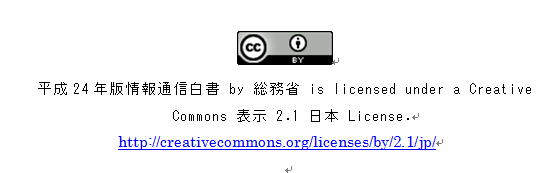 cc
BY
平成24年版情報通信白書 by 総務省 is licensed under a Creative
Commons 表示 2.1 日本 License.
http://creativecommons.org/licenses/by/2.1/jp/